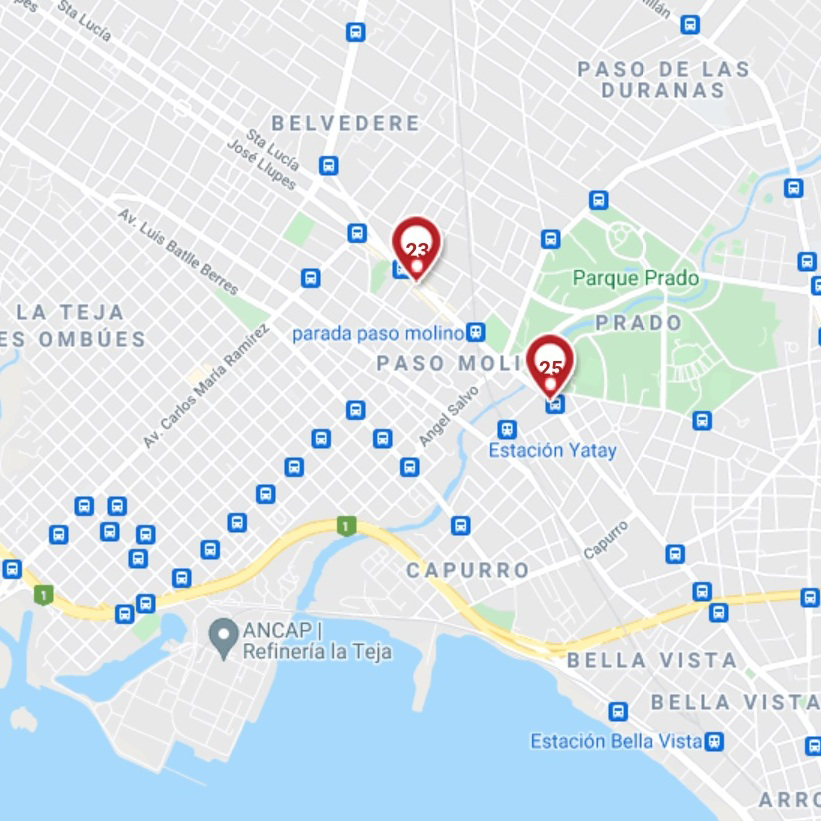 Sta Lucía
BELVEDERE
PASO DE LAS
DURANAS
Sta Lucía
José Llupes
Av. Luis Batlle Berres
23
Parque Prado
PRADO
LA TEJA
ES OMBÚES
parada paso molino
PASO MOLI
25
Av. Carlos María Ramírez
Angel Salvo
Estación Yatay
1
Capurro
CAPURRO
1
ANCAP |
Refinería la Teja
BELLA VISTA
BELLA VISTA
Estación Bella Vista
ARRO